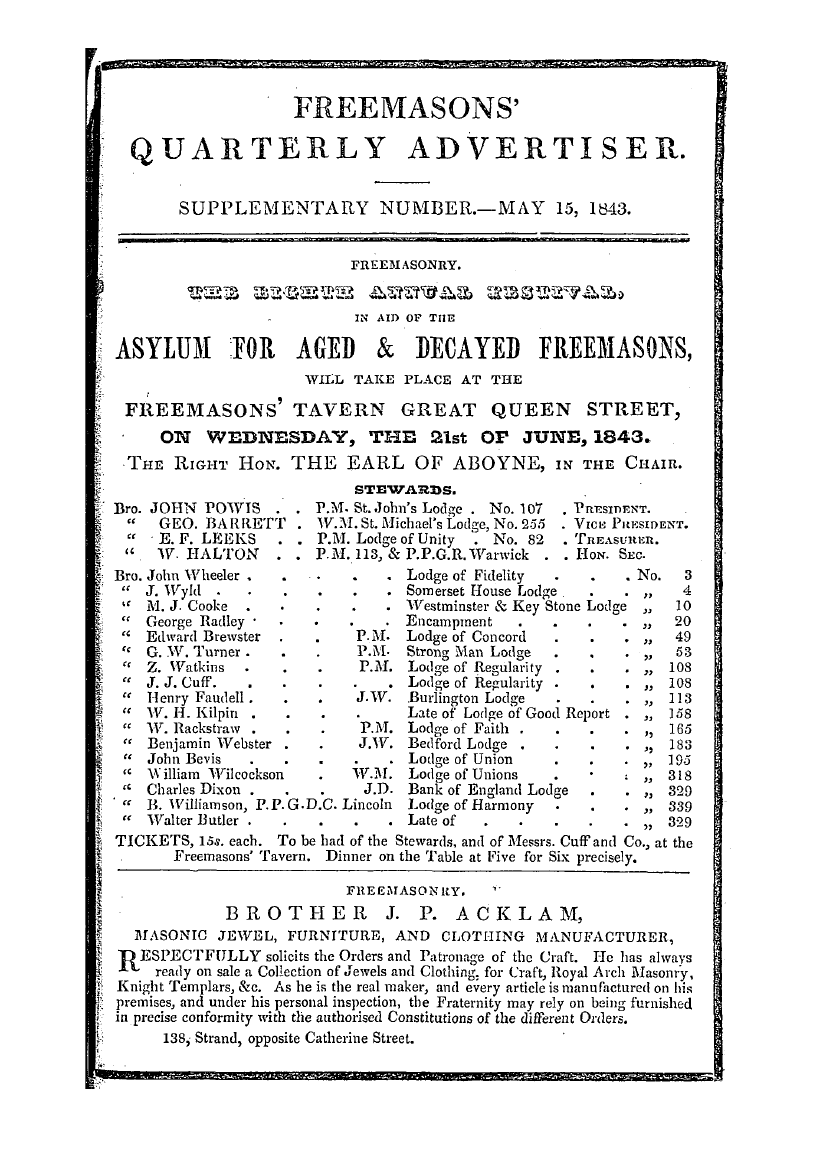 FREEMASONS'
QUARTERLY ADVERTISER.
SUPPLEMENTARY NUMBER.—MAY 15, 1843.
FREEMASONRY.
THE EIGHTH ANNUAL FESTIVAL,
IN AID OF THE
ASYLUM FOR AGED & DECAYED FREEMASONS,
WILL TAKE PLACE AT THE
FREEMASONS' TAVERN GREAT QUEEN STREET,
ON WEDNESDAY, THE 21st OF JUNE, 1843.
THE RIGHT HON. THE EARL OF ABOYNE, IN THE CHAIR.
STEWARDS.
Bro. JOHN POWIS . . P.M. St. John's Lodge . No. 107 . PRESIDENT.
“ GEO. BARRETT . W.M. St. Michael's Lodge, No. 255 . VICE PRESIDENT.
“ E. F. LEEKS . . P.M. Lodge of Unity . No. 82 . TREASURER.
“ W. HALTON . . P.M. 113, & P.P.G.R. Warwick . . HON. SEC.
Bro. John Wheeler . . . . . Lodge of Fidelity . . . No. 3
“ J. Wyld . . . . . . Somerset House Lodge . . „ 4
“ M. J. Cooke . . . . . Westminster & Key Stone Lodge „ 10
“ George Radley . . . . . Encampment . . . . „ 20
“ Edward Brewster . . P.M. Lodge of Concord . . . „ 49
“ G. W. Turner . . . P.M. Strong Man Lodge . . . „ 53
“ Z. Watkins . . . P.M. Lodge of Regularity . . . „ 108
“ J. J. Cuff. . . . . . Lodge of Regularity . . . „ 108
“ Henry Faudell . . . J.W. Burlington Lodge . . . „ 113
“ W. H. Kilpin . . . . Late of Lodge of Good Report . „ 158
“ W. Rackstraw . . . P.M. Lodge of Faith . . . . „ 165
“ Benjamin Webster . . J.W. Bedford Lodge . . . . „ 183
“ John Bevis . . . . . Lodge of Union . . . „ 195
“ William Wilcockson . W.M. Lodge of Unions . . . „ 318
“ Charles Dixon . . . J.D. Bank of England Lodge . . „ 329
“ B. Williamson, P.P.G.D.C. Lincoln Lodge of Harmony . . . „ 339
“ Walter Butler . . . . . Late of . . . . . „ 329
TICKETS, 15s. each. To be had of the Stewards, and of Messrs. Cuff and Co., at the
Freemasons' Tavern. Dinner on the Table at Five for Six precisely.
FREEMASONRY.
BROTHER J. P. ACKLAM,
MASONIC JEWEL, FURNITURE, AND CLOTHING MANUFACTURER,
RESPECTFULLY solicits the Orders and Patronage of the Craft. He has always
ready on sale a Collection of Jewels and Clothing, for Craft, Royal Arch Masonry,
Knight Templars, &c. As he is the real maker, and every article is manufactured on his
premises, and under his personal inspection, the Fraternity may rely on being furnished
in precise conformity with the authorised Constitutions of the different Orders.
138, Strand, opposite Catherine Street.